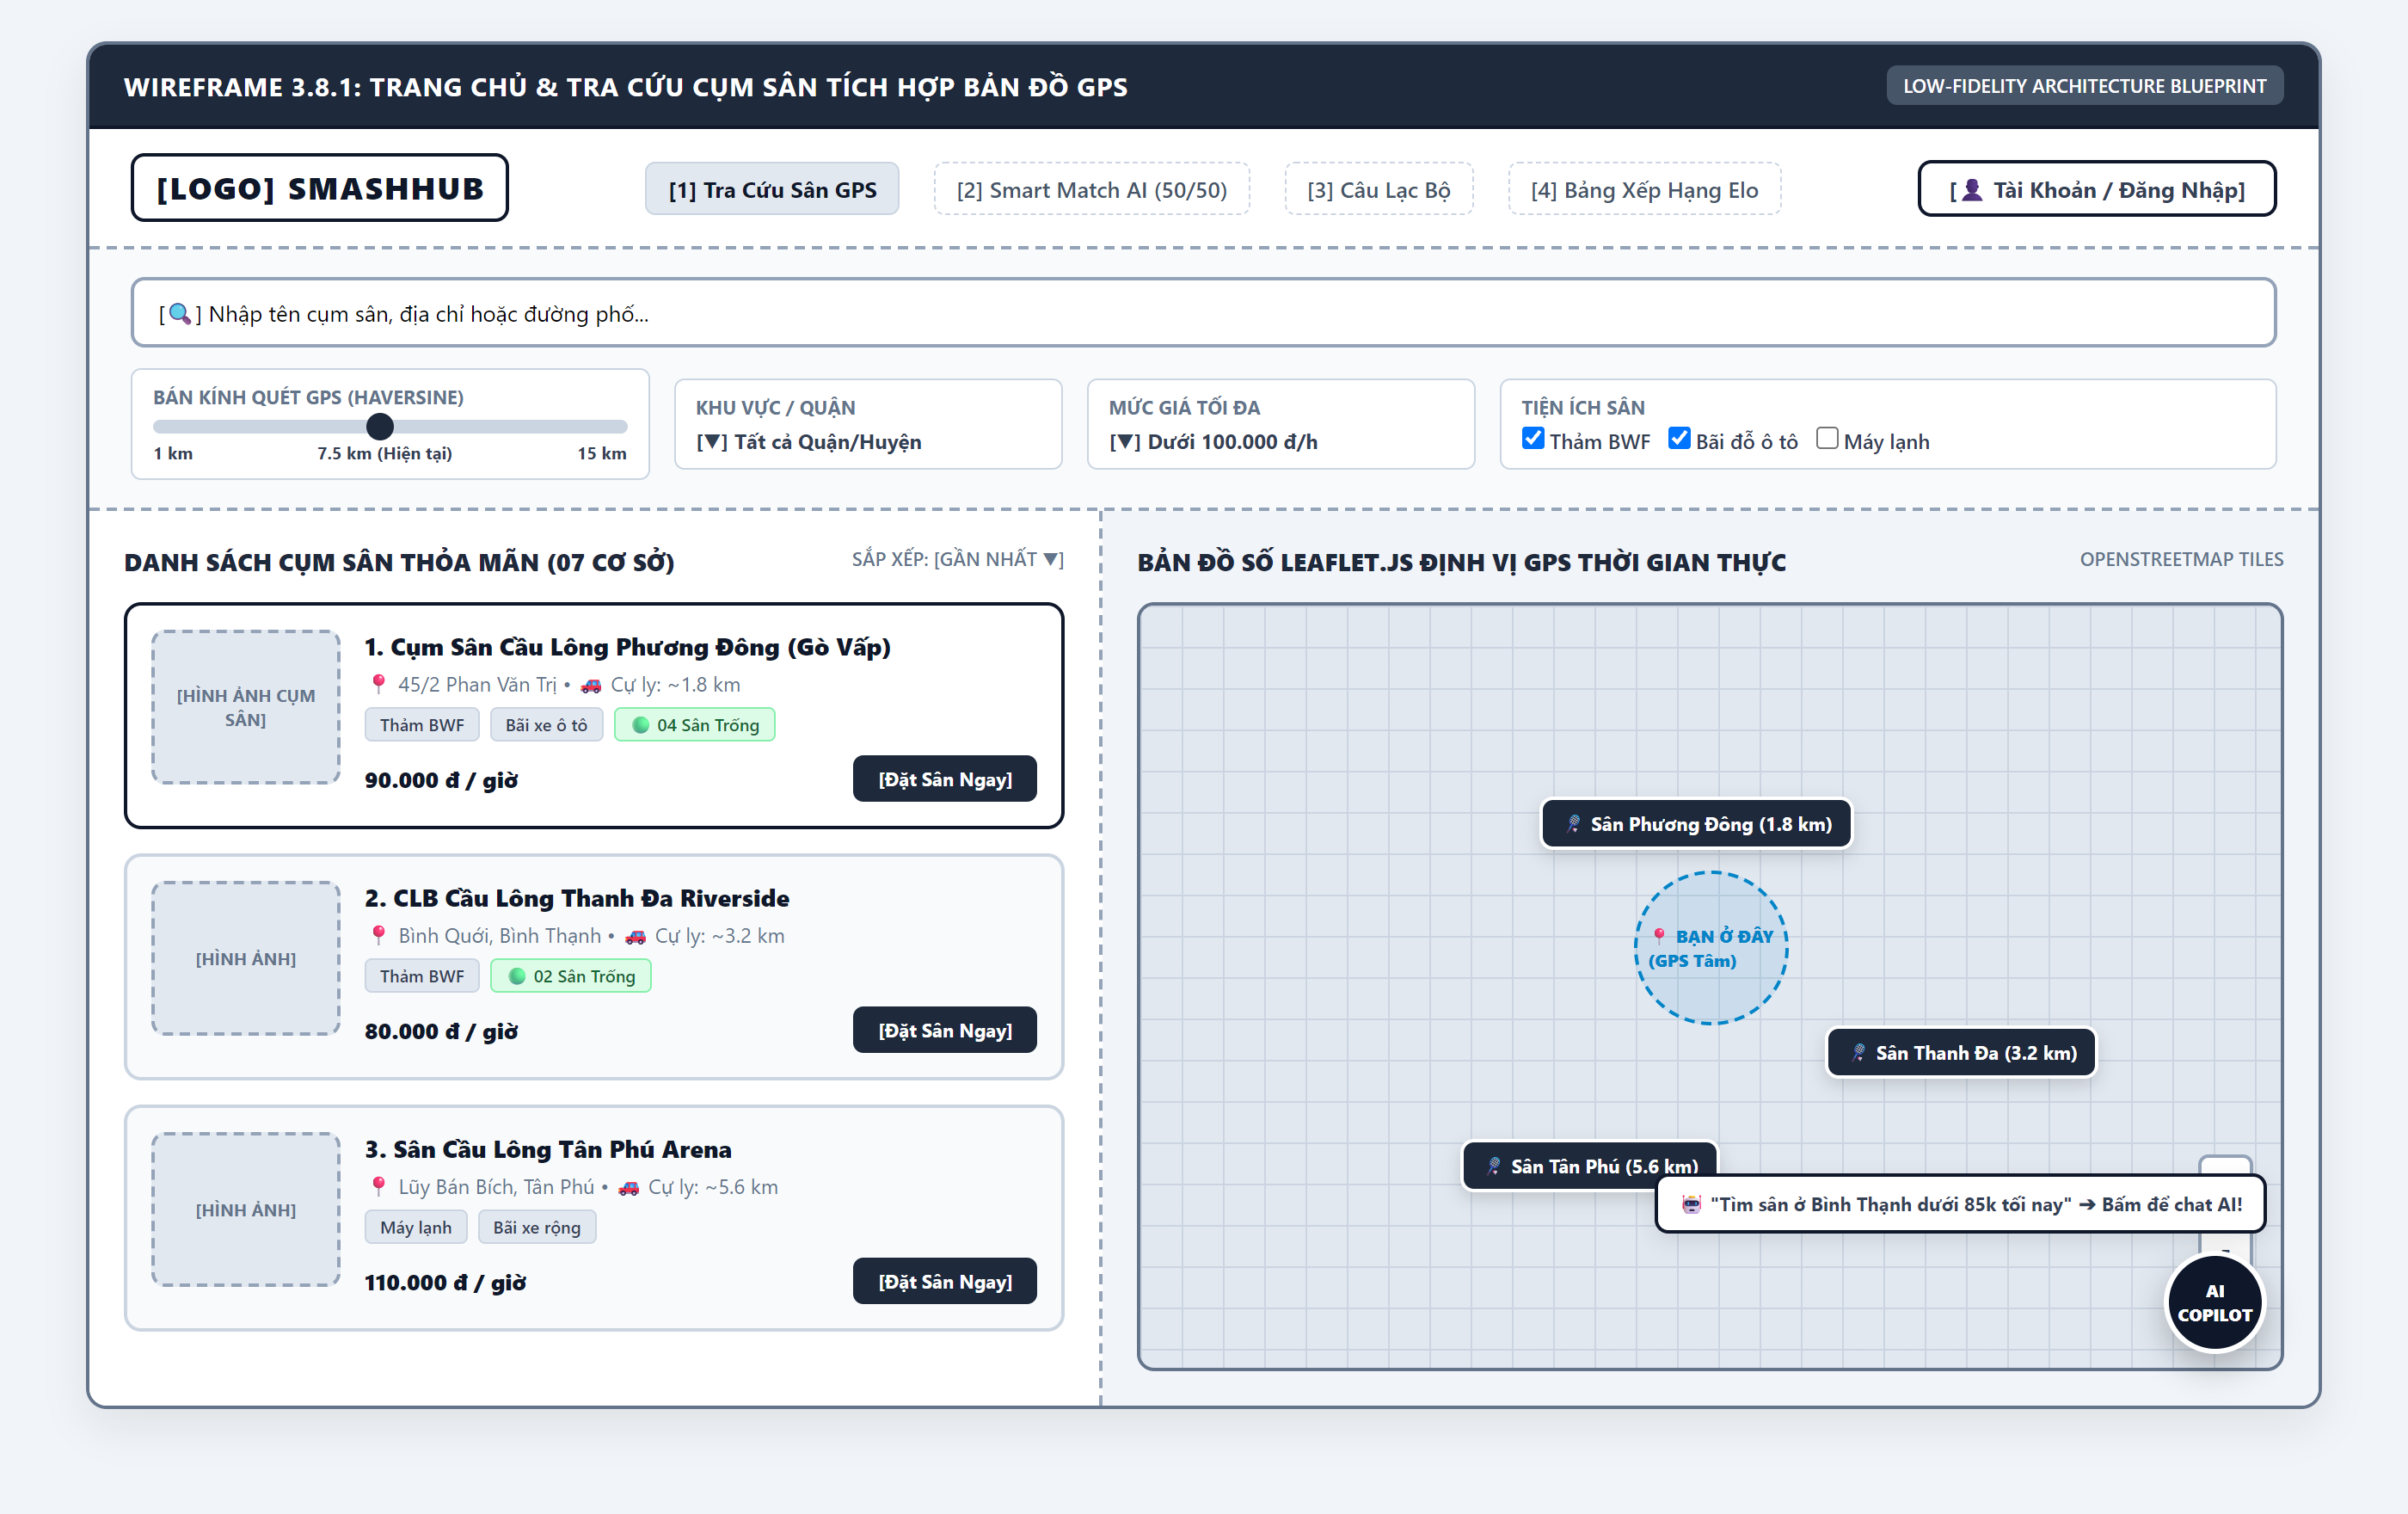 WIREFRAME 3.8.1: TRANG CHỦ & TRA CỨU CỤM SÂN TÍCH HỢP BẢN ĐỒ GPS
LOW-FIDELITY ARCHITECTURE BLUEPRINT
[LOGO] SMASHHUB
[1] Tra Cứu Sân GPS
[2] Smart Match AI (50/50)
[3] Câu Lạc Bộ
[4] Bảng Xếp Hạng Elo
[👤 Tài Khoản / Đăng Nhập]
[🔍] Nhập tên cụm sân, địa chỉ hoặc đường phố...
BÁN KÍNH QUÉT GPS (HAVERSINE)
1 km
7.5 km (Hiện tại)
15 km
KHU VỰC / QUẬN
[▼] Tất cả Quận/Huyện
MỨC GIÁ TỐI ĐA
[▼] Dưới 100.000 đ/h
TIỆN ÍCH SÂN
Thảm BWF
Bãi đỗ ô tô
Máy lạnh
DANH SÁCH CỤM SÂN THỎA MÃN (07 CƠ SỞ)
SẮP XẾP: [GẦN NHẤT ▼]
[HÌNH ẢNH CỤM
SÂN]
1. Cụm Sân Cầu Lông Phương Đông (Gò Vấp)
📍 45/2 Phan Văn Trị • 🚗 Cự ly: ~1.8 km
Thảm BWF
Bãi xe ô tô
🟢 04 Sân Trống
90.000 đ / giờ
[Đặt Sân Ngay]
[HÌNH ẢNH]
2. CLB Cầu Lông Thanh Đa Riverside
📍 Bình Quới, Bình Thạnh • 🚗 Cự ly: ~3.2 km
Thảm BWF
🟢 02 Sân Trống
80.000 đ / giờ
[Đặt Sân Ngay]
[HÌNH ẢNH]
3. Sân Cầu Lông Tân Phú Arena
📍 Lũy Bán Bích, Tân Phú • 🚗 Cự ly: ~5.6 km
Máy lạnh
Bãi xe rộng
110.000 đ / giờ
[Đặt Sân Ngay]
BẢN ĐỒ SỐ LEAFLET.JS ĐỊNH VỊ GPS THỜI GIAN THỰC
OPENSTREETMAP TILES
🏸 Sân Phương Đông (1.8 km)
📍 BẠN Ở ĐÂY
(GPS Tâm)
🏸 Sân Thanh Đa (3.2 km)
🏸 Sân Tân Phú (5.6 km)
🤖 "Tìm sân ở Bình Thạnh dưới 85k tối nay" ➔ Bấm để chat AI!
AI
COPILOT